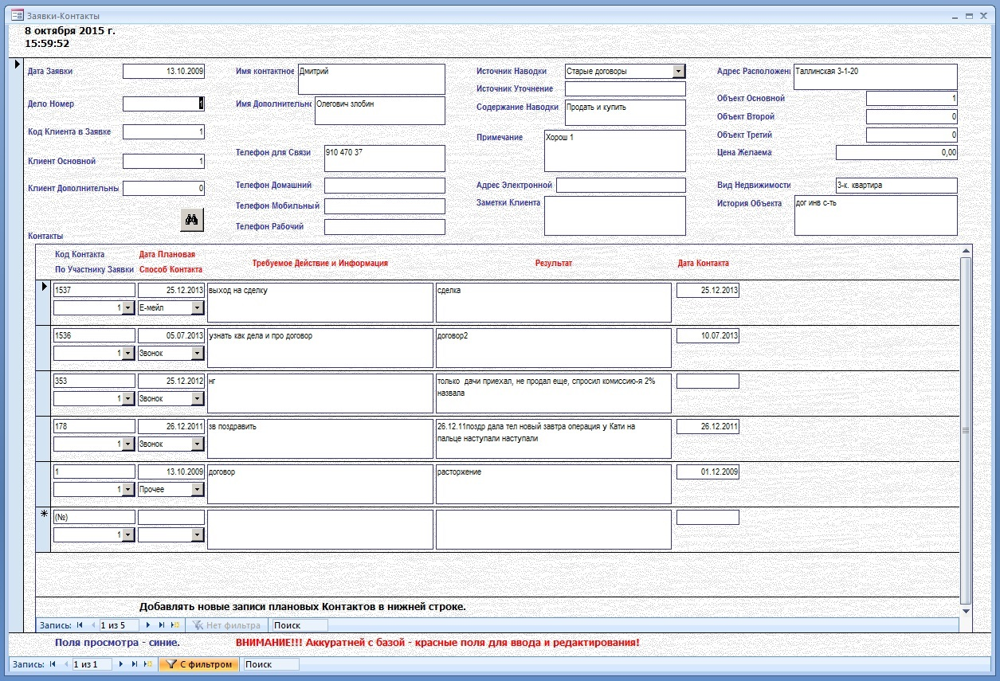 Заявки-Контакты
8 октября 2015 г.
15:59:52
Дата Заявки 13.10.2009 Имя контактное Дмитрий Источник Наводки Старые договоры Адрес Расположен Таллинская 3-1-20
Источник Уточнение
Дело Номер 1 Имя Дополнительн Олегович злобин Содержание Наводки Продать и купить Объект Основной 1
Объект Второй 0
Код Клиента в Заявке 1 Примечание Хорош 1 Объект Третий 0
Клиент Основной 1 Телефон для Связи 910 470 37 Цена Желаема 0,00
Клиент Дополнительны 0 Телефон Домашний Адрес Электронной Вид Недвижимости 3-к. квартира
Телефон Мобильный Заметки Клиента История Объекта дог инв с-ть
Телефон Рабочий
Контакты
Код Контакта Дата Плановая Требуемое Действие и Информация Результат Дата Контакта
По Участнику Заявки Способ Контакта
1537 25.12.2013 выход на сделку сделка 25.12.2013
1 Е-мейл
1536 05.07.2013 узнать как дела и про договор договор2 10.07.2013
1 Звонок
353 25.12.2012 нг только дачи приехал, не продал еще, спросил комиссию-я 2%
назвала
1 Звонок
178 26.12.2011 зв поздравить 26.12.11поздр дала тел новый завтра операция у Кати на 26.12.2011
пальце наступали наступали
1 Звонок
1 13.10.2009 договор расторжение 01.12.2009
1 Прочее
(№)
1
Добавлять новые записи плановых Контактов в нижней строке.
Запись: 1 из 5 Нет фильтра Поиск
Поля просмотра - синие. ВНИМАНИЕ!!! Аккуратней с базой - красные поля для ввода и редактирования!
Запись: 1 из 1 С фильтром Поиск